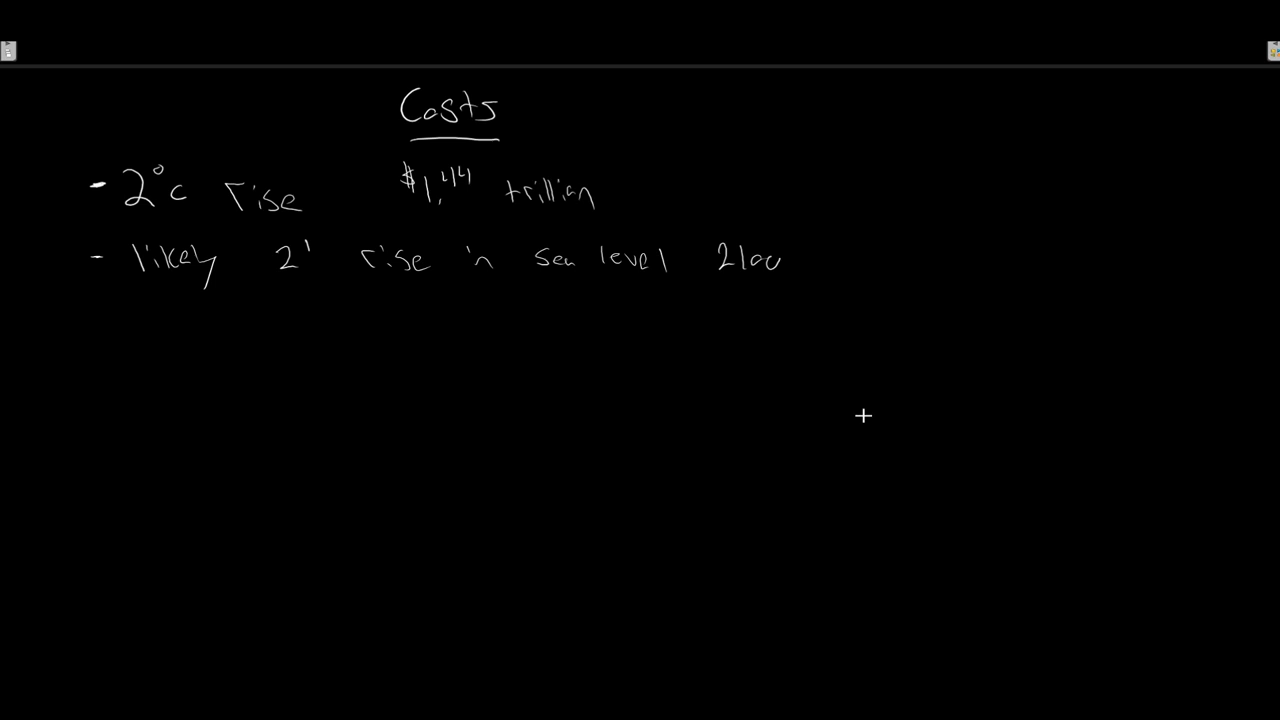 Costs
- 2°c rise $1.44 trillion
- likely 2' rise in sea level 2100